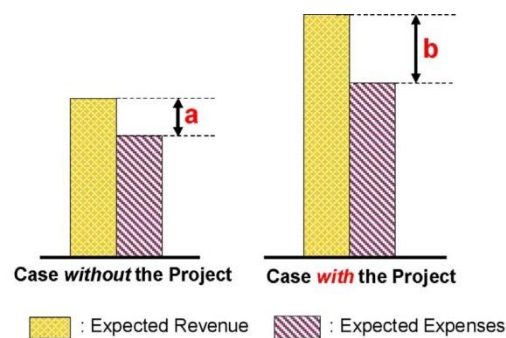 b
a
Case without the Project
Case with the Project
: Expected Revenue
: Expected Expenses